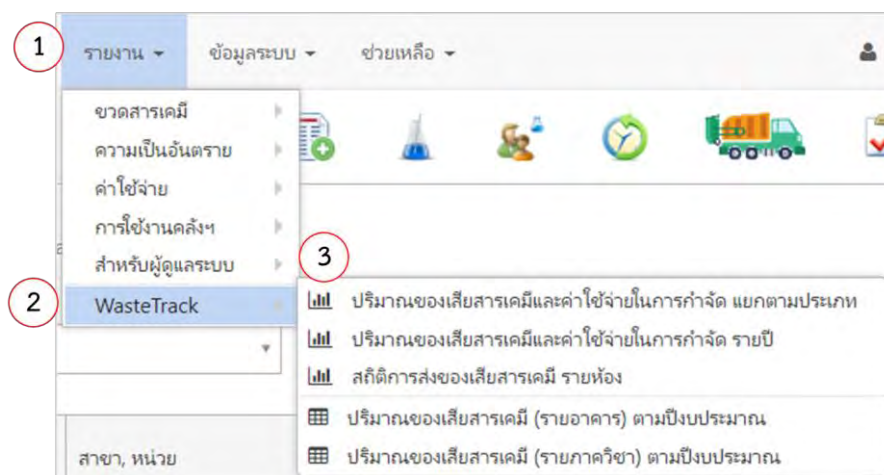 1
รายงาน ข้อมูลระบบ ช่วยเหลือ
ขวดสารเคมี
ความเป็นอันตราย
ค่าใช้จ่าย
การใช้งานคลังฯ
สำหรับผู้ดูแลระบบ
3
2
WasteTrack
ปริมาณของเสียสารเคมีและค่าใช้จ่ายในการกำจัด แยกตามประเภท
ปริมาณของเสียสารเคมีและค่าใช้จ่ายในการกำจัด รายปี
สถิติการส่งของเสียสารเคมี รายห้อง
ปริมาณของเสียสารเคมี (รายอาคาร) ตามปีงบประมาณ
ปริมาณของเสียสารเคมี (รายภาควิชา) ตามปีงบประมาณ
สาขา, หน่วย